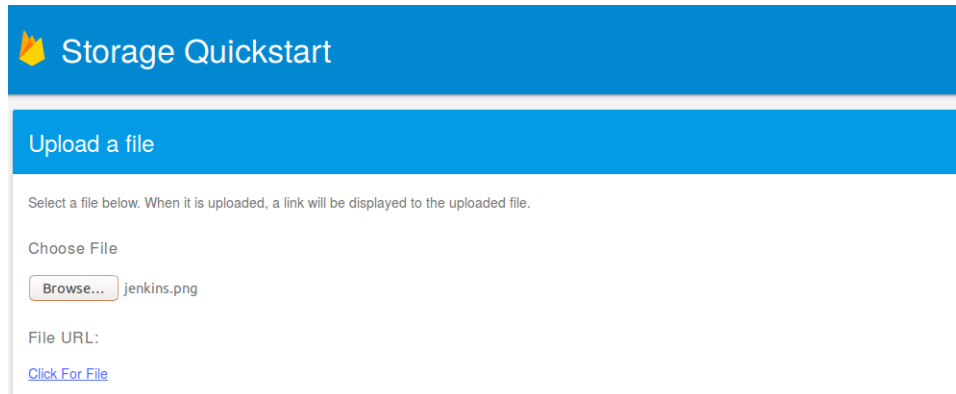 Storage Quickstart
Upload a file
Select a file below. When it is uploaded, a link will be displayed to the uploaded file.
Choose File
Browse... jenkins.png
File URL:
Click For File